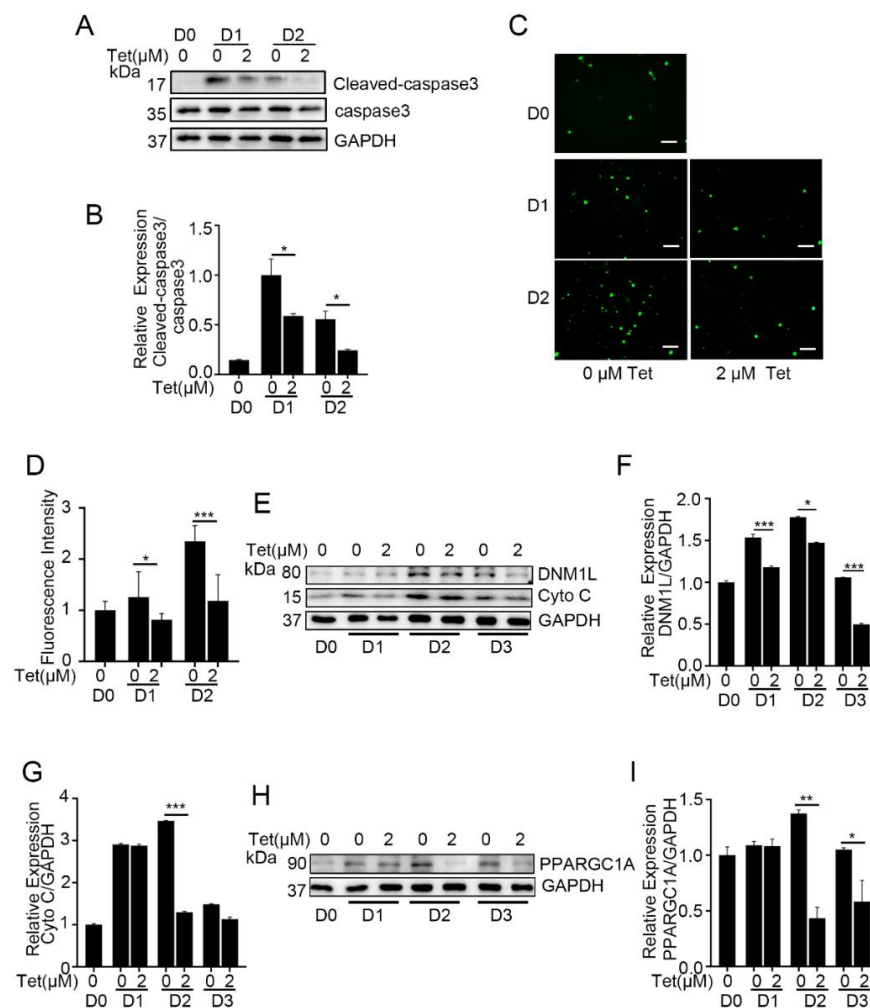 A
D0 D1 D2
Tet(μM) 0 2 0 2
kDa
17 Cleaved-caspase3
35 caspase3
37 GAPDH
B
Relative Expression
Cleaved-caspase3/
caspase3
1.5
1.0
0.5
0.0
* *
Tet(μM) 0 0 2 0 2
D0 D1 D2
C
D0
D1
D2
0 μM Tet 2 μM Tet
D
Fluorescence Intensity
3
2
1
0
* ***
Tet(μM) 0 0 2 0 2
D0 D1 D2
E
Tet(μM) 0 0 2 0 2 0 2
kDa
80 DNM1L
15 Cyto C
37 GAPDH
D0 D1 D2 D3
F
Relative Expression
DNM1L/GAPDH
2.0
1.5
1.0
0.5
0.0
*** * ***
Tet(μM) 0 0 2 0 2 0 2
D0 D1 D2 D3
G
Relative Expression
Cyto C/GAPDH
4
3
2
1
0
***
Tet(μM) 0 0 2 0 2 0 2
D0 D1 D2 D3
H
Tet(μM) 0 0 2 0 2 0 2
kDa
90 PPARGC1A
37 GAPDH
D0 D1 D2 D3
I
Relative Expression
PPARGC1A/GAPDH
1.5
1.0
0.5
0.0
** *
Tet(μM) 0 0 2 0 2 0 2
D0 D1 D2 D3